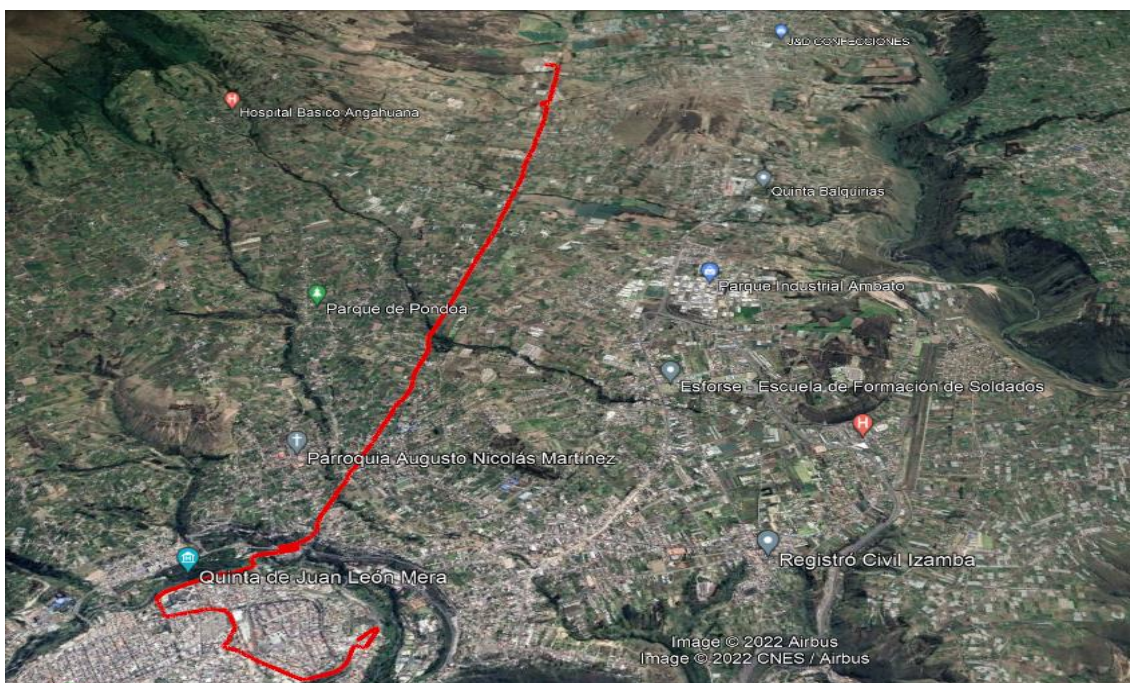 J&D CONFECCIONES
H
Hospital Básico Angahuana
Quinta Balquirias
Parque Industrial Ambato
Parque de Pondoa
Esforse - Escuela de Formación de Soldados
H
Parroquia Augusto Nicolás Martínez
Registro Civil Izamba
Quinta de Juan León Mera
Image © 2022 Airbus
Image © 2022 CNES / Airbus